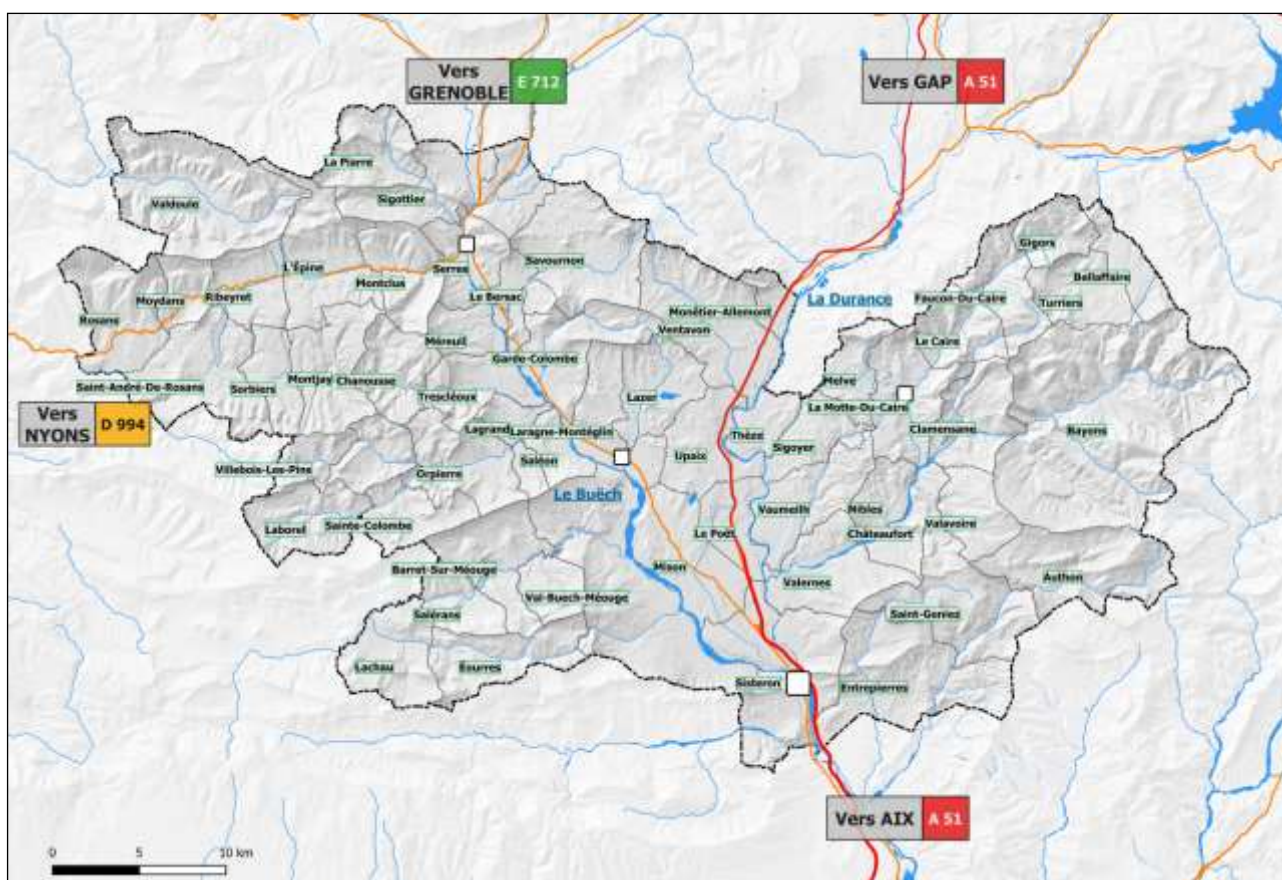 Vers
GRENOBLE
E 712
Vers GAP
A 51
La Piarre
Sigottier
Valdoule
Gigors
Bellaffaire
Savournon
L'Épine
Serres
Montclus
Moydans
Ribeyret
Le Bersac
Faucon-Du-Caire
Turriers
La Durance
Rosans
Monêtier-Allemont
Ventavon
Le Caire
Méreuil
Garde-Colombe
Saint-André-De-Rosans
Sorbiers
Montjay
Chanousse
Melve
Trescléoux
Lazer
La Motte-Du-Caire
Vers
NYONS
D 994
Lagrand
Laragne-Montéglin
Thèze
Sigoyer
Clamensane
Bayons
Saléon
Upaix
Villebois-Les-Pins
Orpierre
Le Buëch
Vaumeilh
Nibles
Laborel
Sainte-Colombe
Le Poët
Châteaufort
Valavoire
Barret-Sur-Méouge
Mison
Authon
Val-Buech-Méouge
Valernes
Salérans
Saint-Geniez
Lachau
Eourres
Sisteron
Entrepierres
Vers AIX
A 51
0
5
10 km